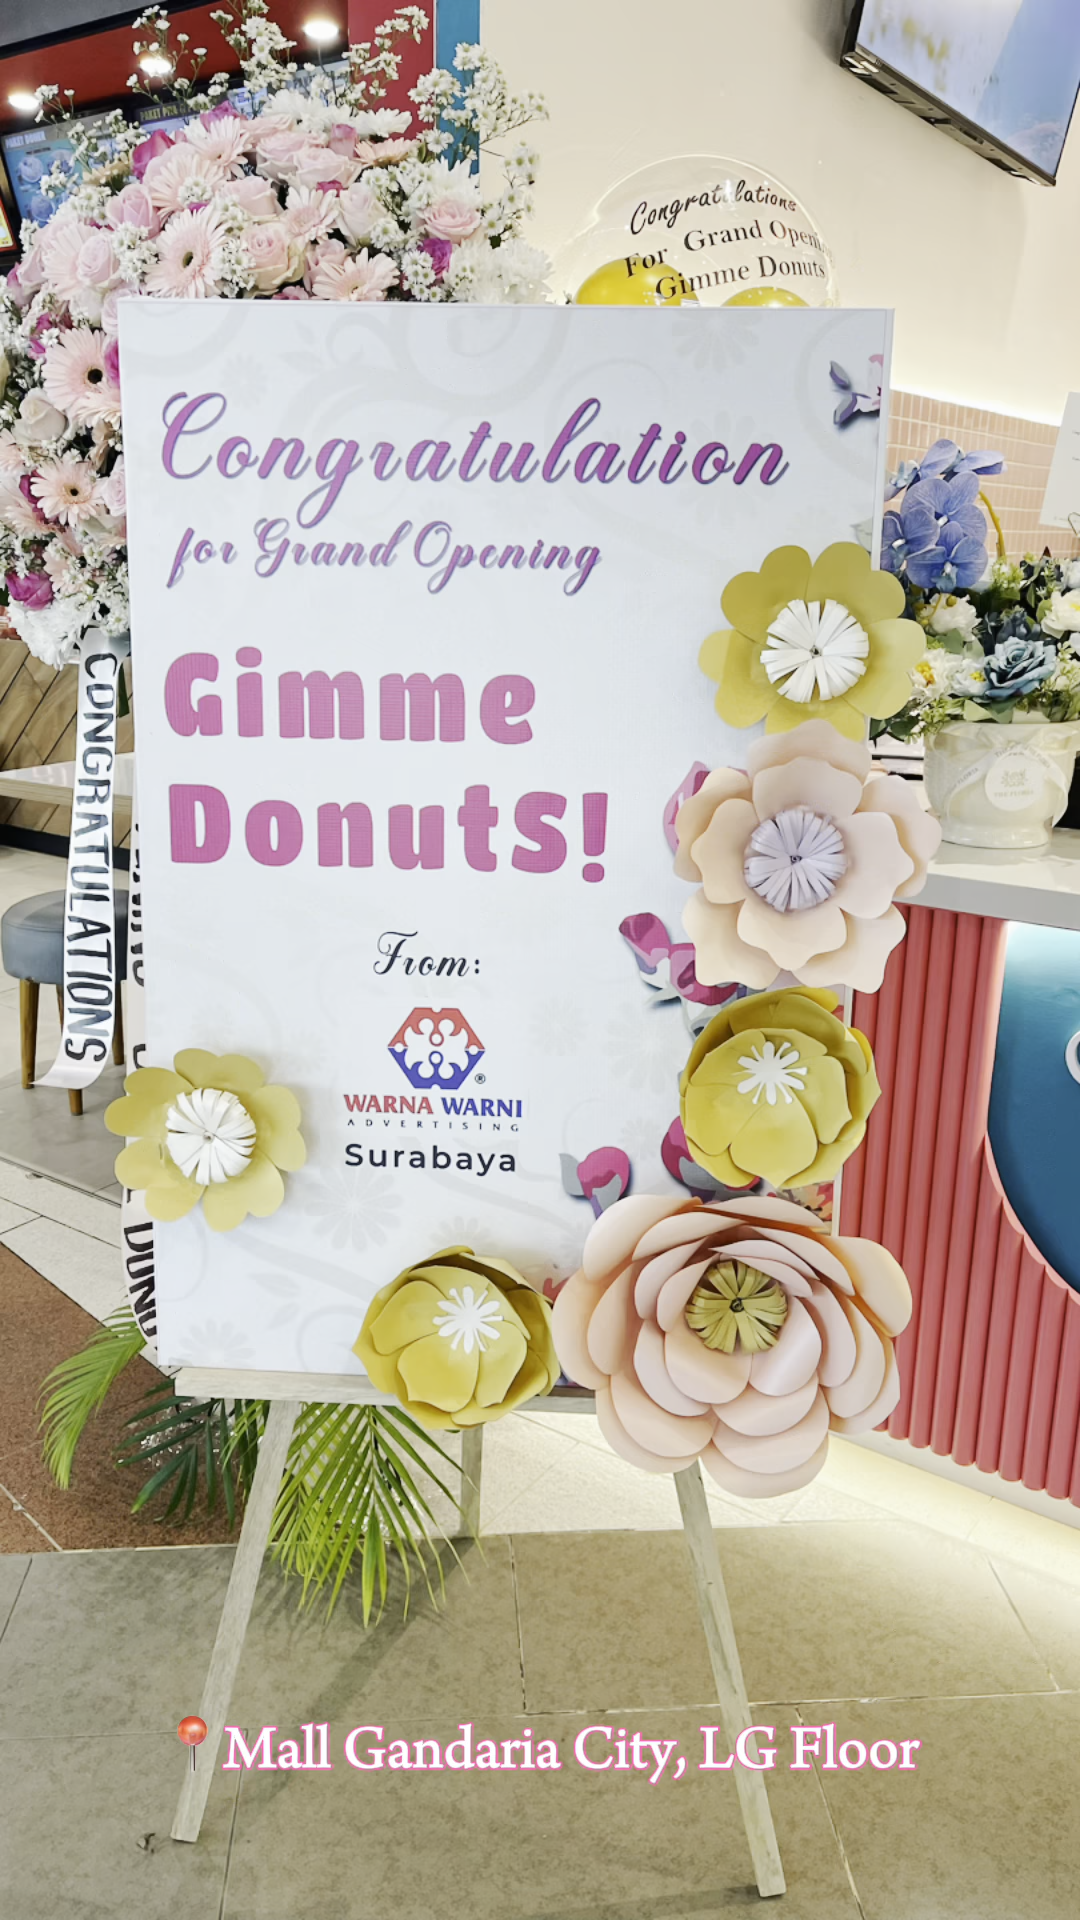 Congratulations
For Grand Openi
Gimme Donuts
Congratulation
for Grand Opening
Gimme
Donuts!
From:
®
WARNA WARNI
ADVERTISING
Surabaya
CONGRATULATIONS
📍Mall Gandaria City, LG Floor